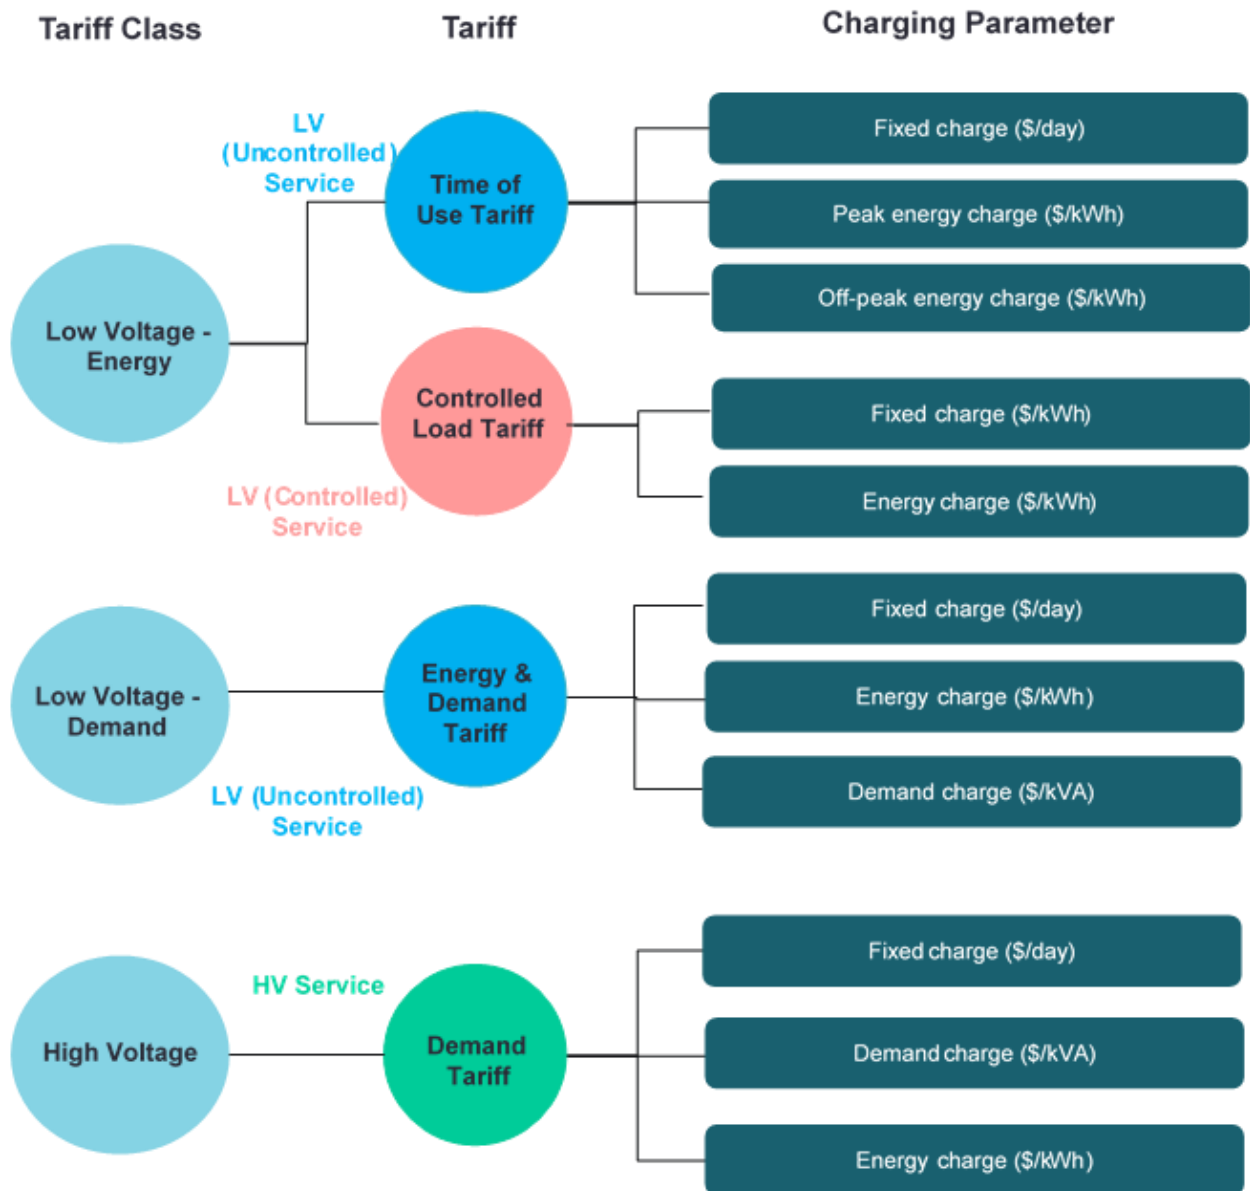 Tariff Class
Tariff
Charging Parameter
LV
(Uncontrolled)
Service
Time of
Use Tariff
Fixed charge ($/day)
Peak energy charge ($/kWh)
Off-peak energy charge ($/kWh)
Low Voltage -
Energy
Controlled
Load Tariff
LV (Controlled)
Service
Fixed charge ($/kWh)
Energy charge ($/kWh)
Low Voltage -
Demand
Energy &
Demand
Tariff
LV (Uncontrolled)
Service
Fixed charge ($/day)
Energy charge ($/kWh)
Demand charge ($/kVA)
High Voltage
HV Service
Demand
Tariff
Fixed charge ($/day)
Demand charge ($/kVA)
Energy charge ($/kWh)